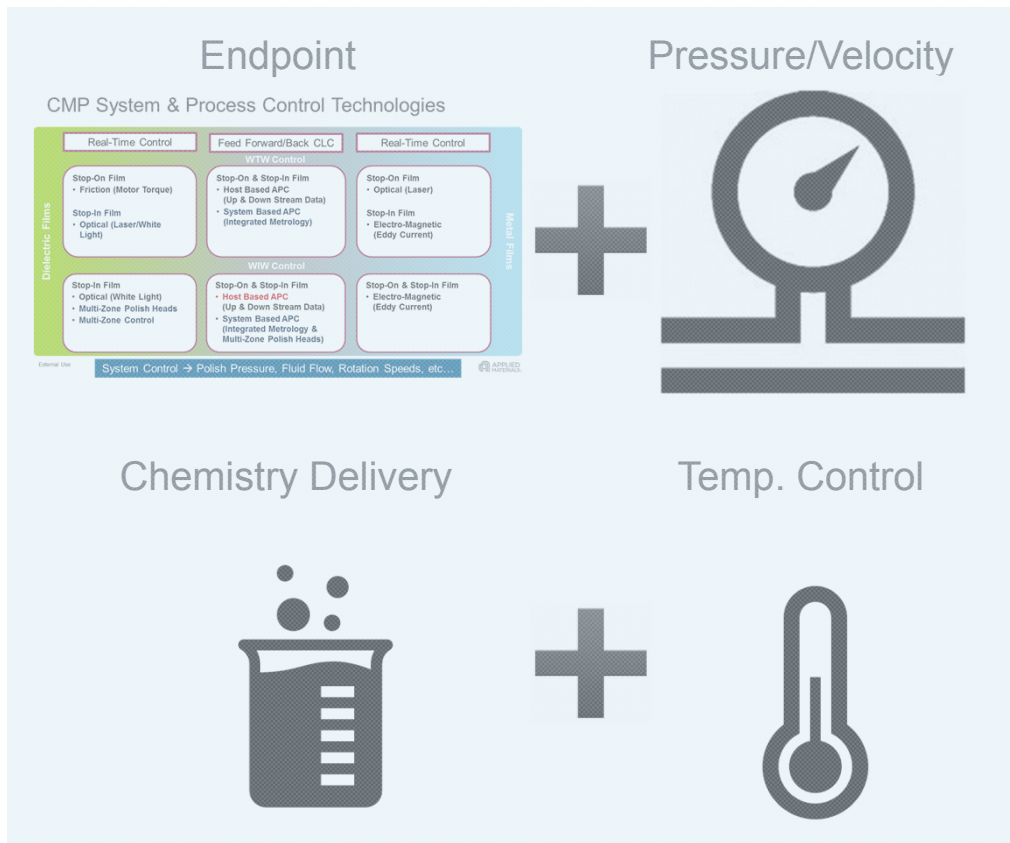 Endpoint
Pressure/Velocity
CMP System & Process Control Technologies
Real-Time Control
Feed Forward/Back CLC
Real-Time Control
WTW Control
Dielectric Films
Stop-On Film
• Friction (Motor Torque)
Stop-In Film
• Optical (Laser/White
Light)
Stop-On & Stop-In Film
• Host Based APC
(Up & Down Stream Data)
• System Based APC
(Integrated Metrology)
Stop-On Film
• Optical (Laser)
Stop-In Film
• Electro-Magnetic
(Eddy Current)
Metal Films
WIW Control
Stop-In Film
• Optical (White Light)
• Multi-Zone Polish Heads
• Multi-Zone Control
Stop-On & Stop-In Film
• Host Based APC
(Up & Down Stream Data)
• System Based APC
(Integrated Metrology &
Multi-Zone Polish Heads)
Stop-On & Stop-In Film
• Electro-Magnetic
(Eddy Current)
External Use
System Control → Polish Pressure, Fluid Flow, Rotation Speeds, etc...
APPLIED
MATERIALS
Chemistry Delivery
Temp. Control